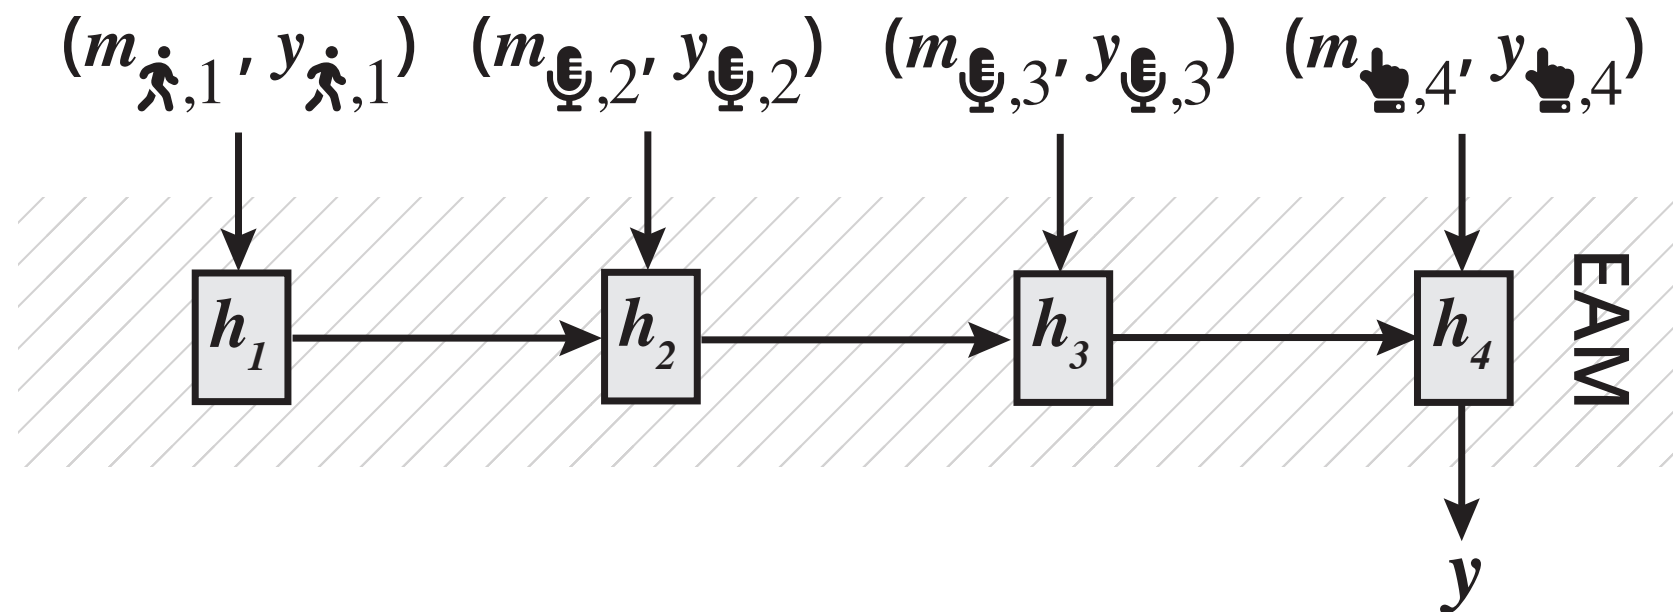 (m🚶,1, y🚶,1) (m🎙,2, y🎙,2) (m🎙,3, y🎙,3) (m👆,4, y👆,4)
h1 h2 h3 h4
EAM
y